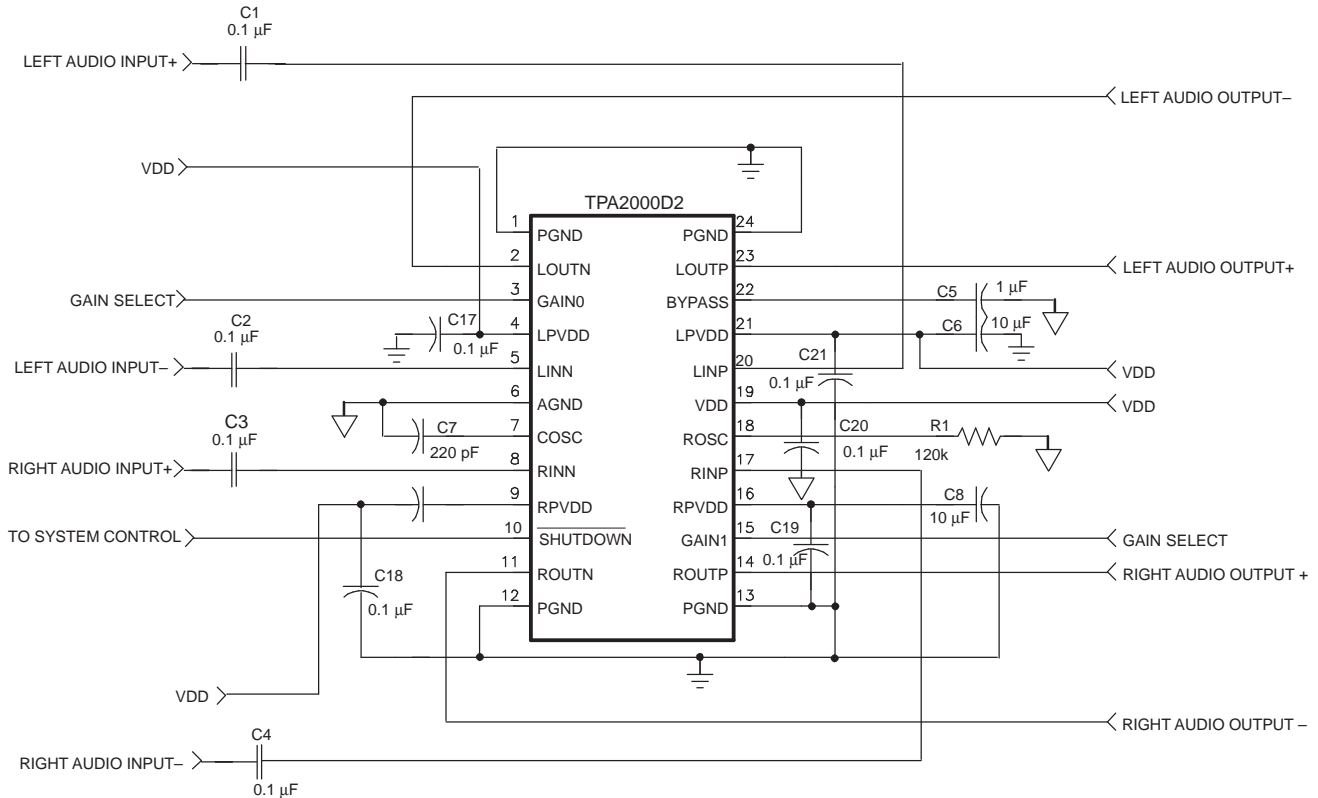 C1
0.1 μF
LEFT AUDIO INPUT+
LEFT AUDIO OUTPUT–
VDD
TPA2000D2
1
PGND
24
PGND
2
LOUTN
23
LOUTP
LEFT AUDIO OUTPUT+
GAIN SELECT
3
GAIN0
22
BYPASS
C5
1 μF
C17
0.1 μF
4
LPVDD
21
LPVDD
C6
10 μF
C2
0.1 μF
LEFT AUDIO INPUT–
5
LINN
20
LINP
C21
0.1 μF
VDD
6
AGND
19
VDD
VDD
C7
220 pF
7
COSC
18
ROSC
C20
0.1 μF
R1
120k
C3
0.1 μF
RIGHT AUDIO INPUT+
8
RINN
17
RINP
9
RPVDD
16
RPVDD
C8
10 μF
TO SYSTEM CONTROL
10
SHUTDOWN
15
GAIN1
C19
0.1 μF
GAIN SELECT
11
ROUTN
14
ROUTP
RIGHT AUDIO OUTPUT +
C18
0.1 μF
12
PGND
13
PGND
VDD
RIGHT AUDIO OUTPUT –
C4
RIGHT AUDIO INPUT–
0.1 μF